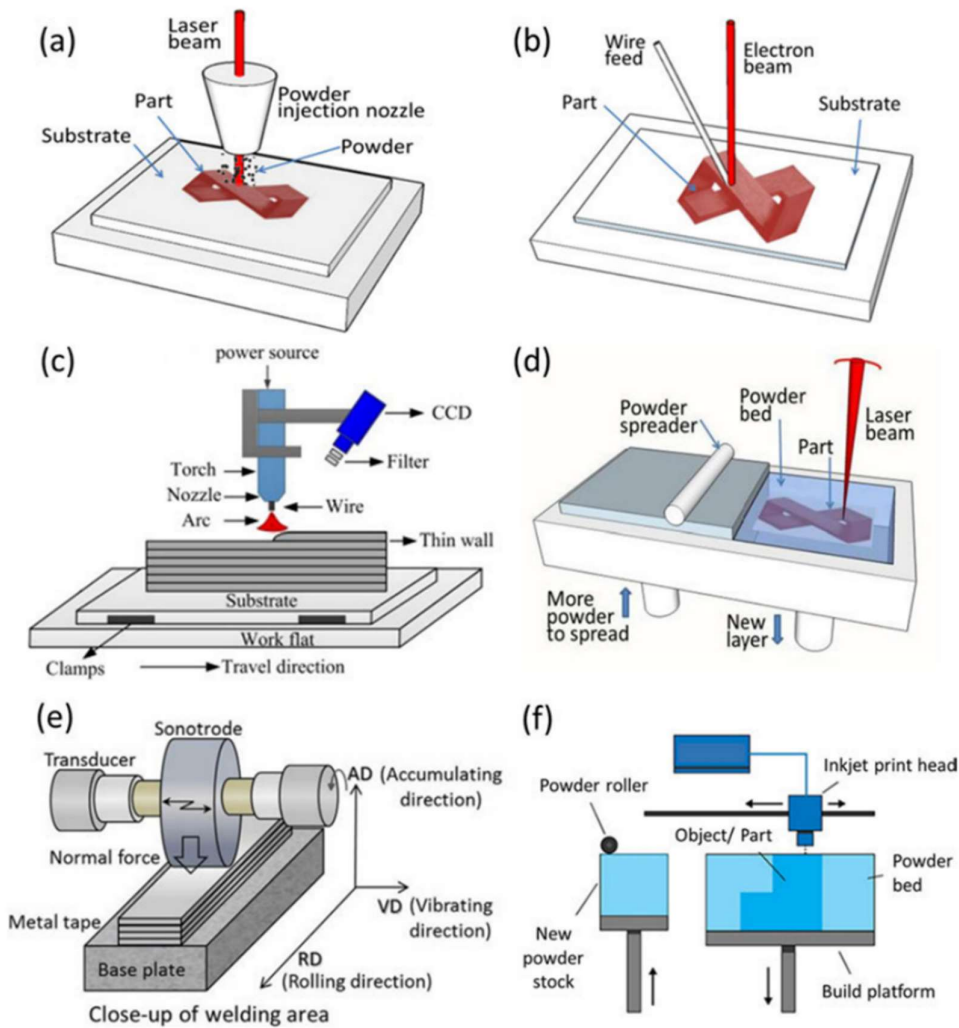 (a)
Laser
beam
Powder
injection nozzle
Part
Substrate
Powder
(b)
Wire
feed
Electron
beam
Part
Substrate
(c)
power source
CCD
Filter
Torch
Nozzle
Wire
Arc
Thin wall
Substrate
Work flat
Clamps
Travel direction
(d)
Powder
spreader
Powder
bed
Part
Laser
beam
More
powder
to spread
New
layer
(e)
Sonotrode
Transducer
AD (Accumulating
direction)
Normal force
VD (Vibrating
direction)
Metal tape
RD
(Rolling direction)
Base plate
Close-up of welding area
(f)
Inkjet print head
Powder roller
Object/ Part
Powder
bed
New
powder
stock
Build platform